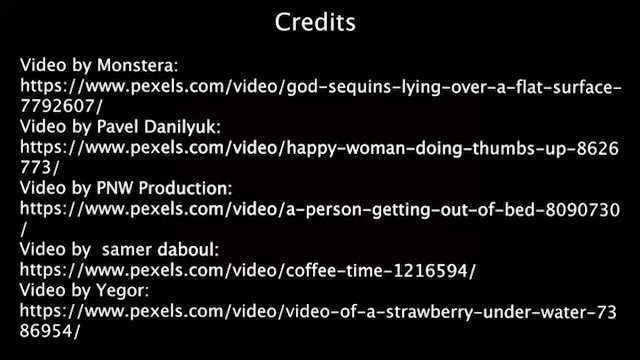 Credits
Video by Monstera:
https://www.pexels.com/video/god-sequins-lying-over-a-flat-surface-
7792607/
Video by Pavel Danilyuk:
https://www.pexels.com/video/happy-woman-doing-thumbs-up-8626
773/
Video by PNW Production:
https://www.pexels.com/video/a-person-getting-out-of-bed-8090730
/
Video by  samer daboul:
https://www.pexels.com/video/coffee-time-1216594/
Video by Yegor:
https://www.pexels.com/video/video-of-a-strawberry-under-water-73
86954/